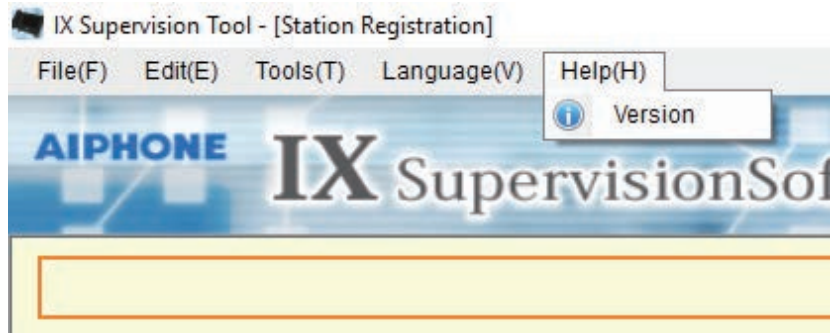 IX Supervision Tool - [Station Registration]
File(F) Edit(E) Tools(T) Language(V) Help(H)
Version
AIPHONE IX SupervisionSof